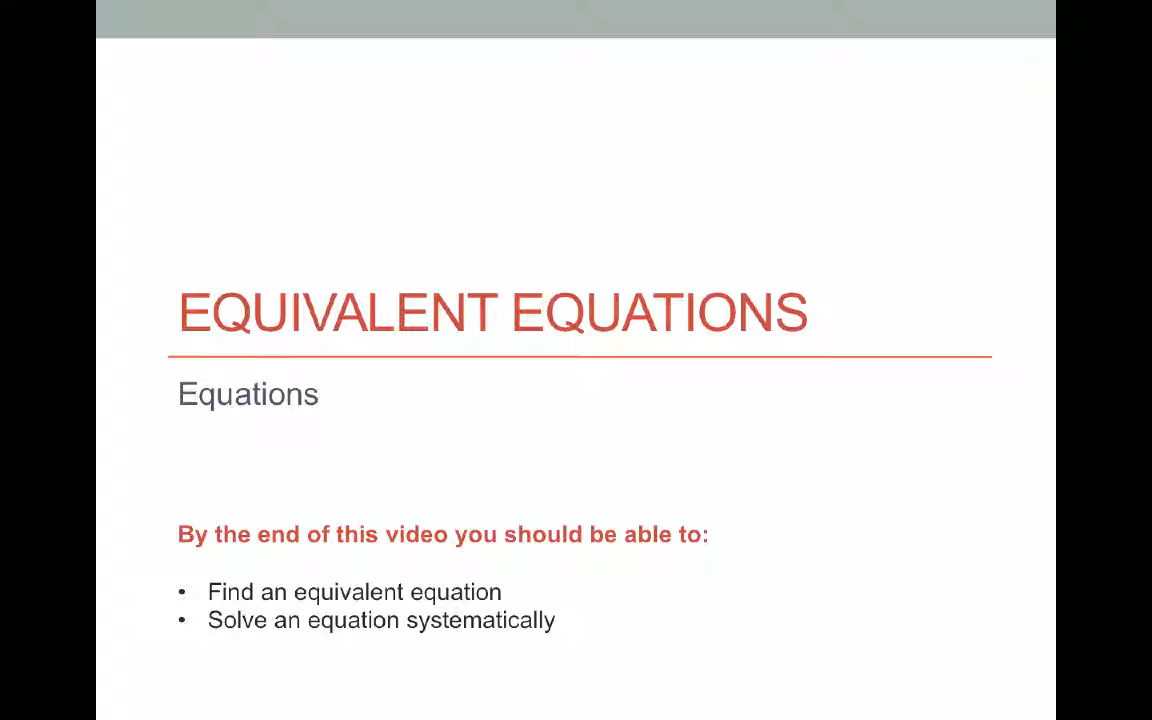 EQUIVALENT EQUATIONS
Equations
By the end of this video you should be able to:
• Find an equivalent equation
• Solve an equation systematically